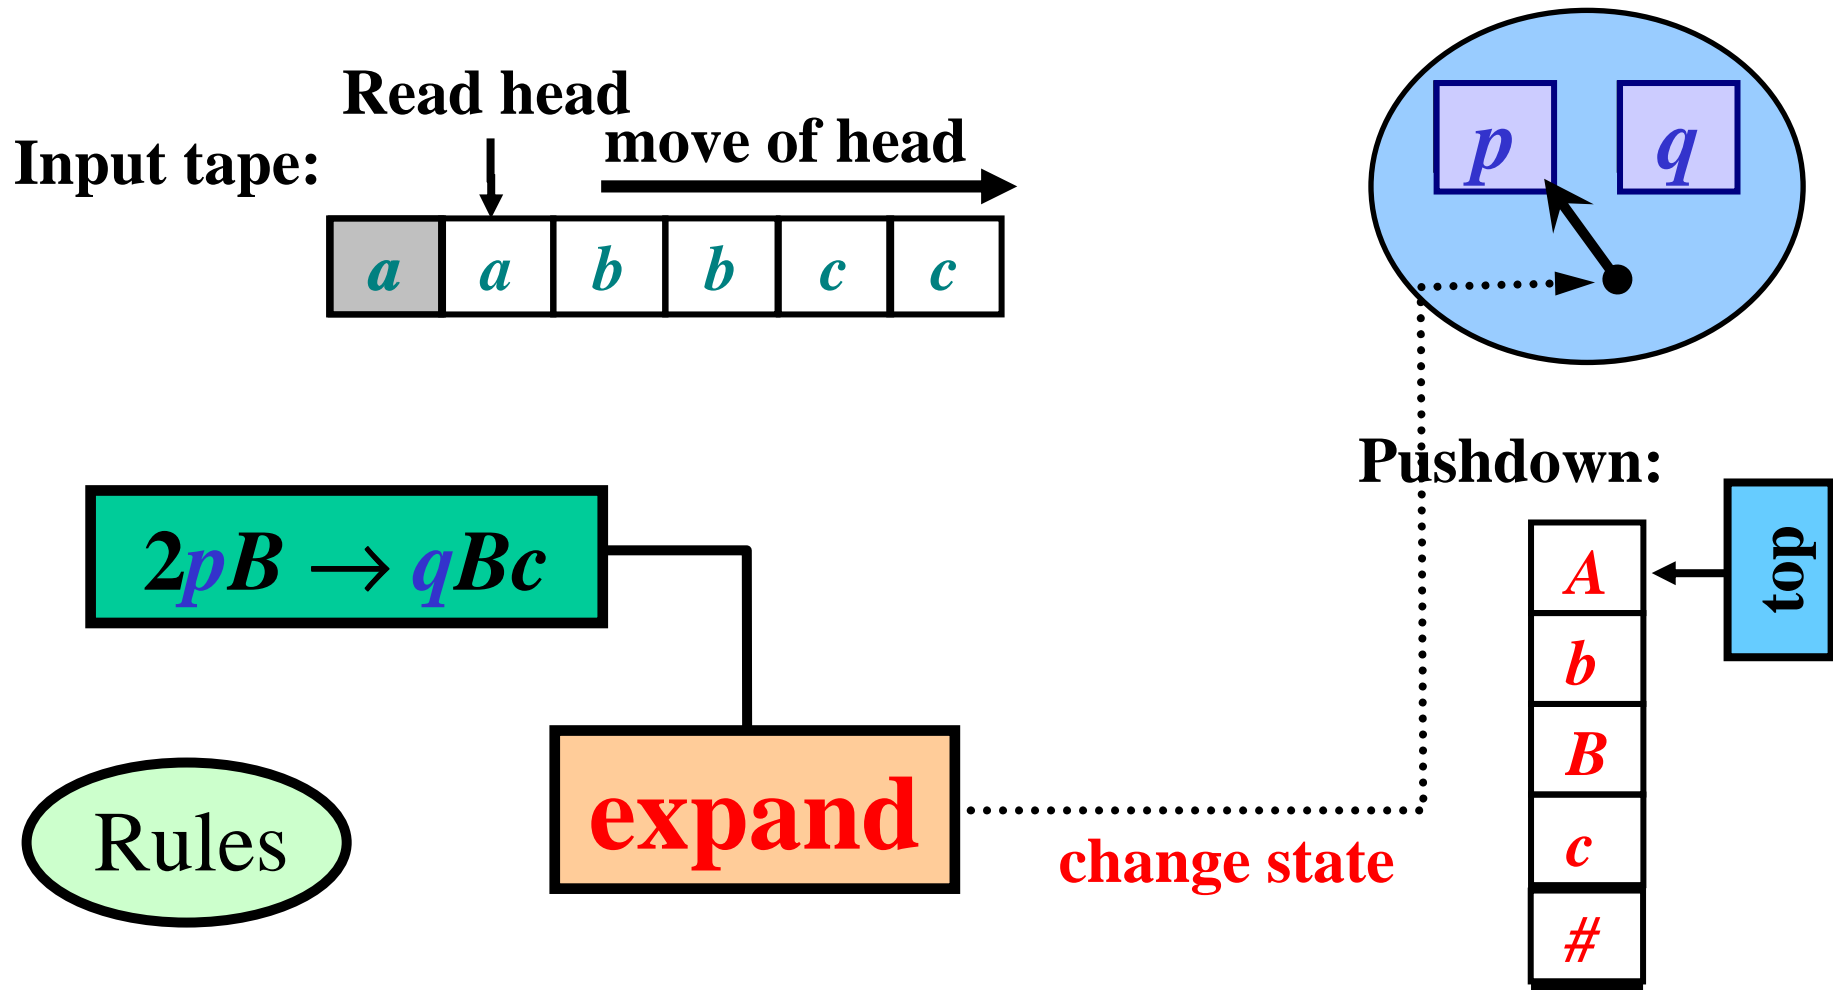 Read head
move of head
Input tape:
a a b b c c
p q
Pushdown:
2pB → qBc
top
A
b
B
c
#
expand
Rules
change state